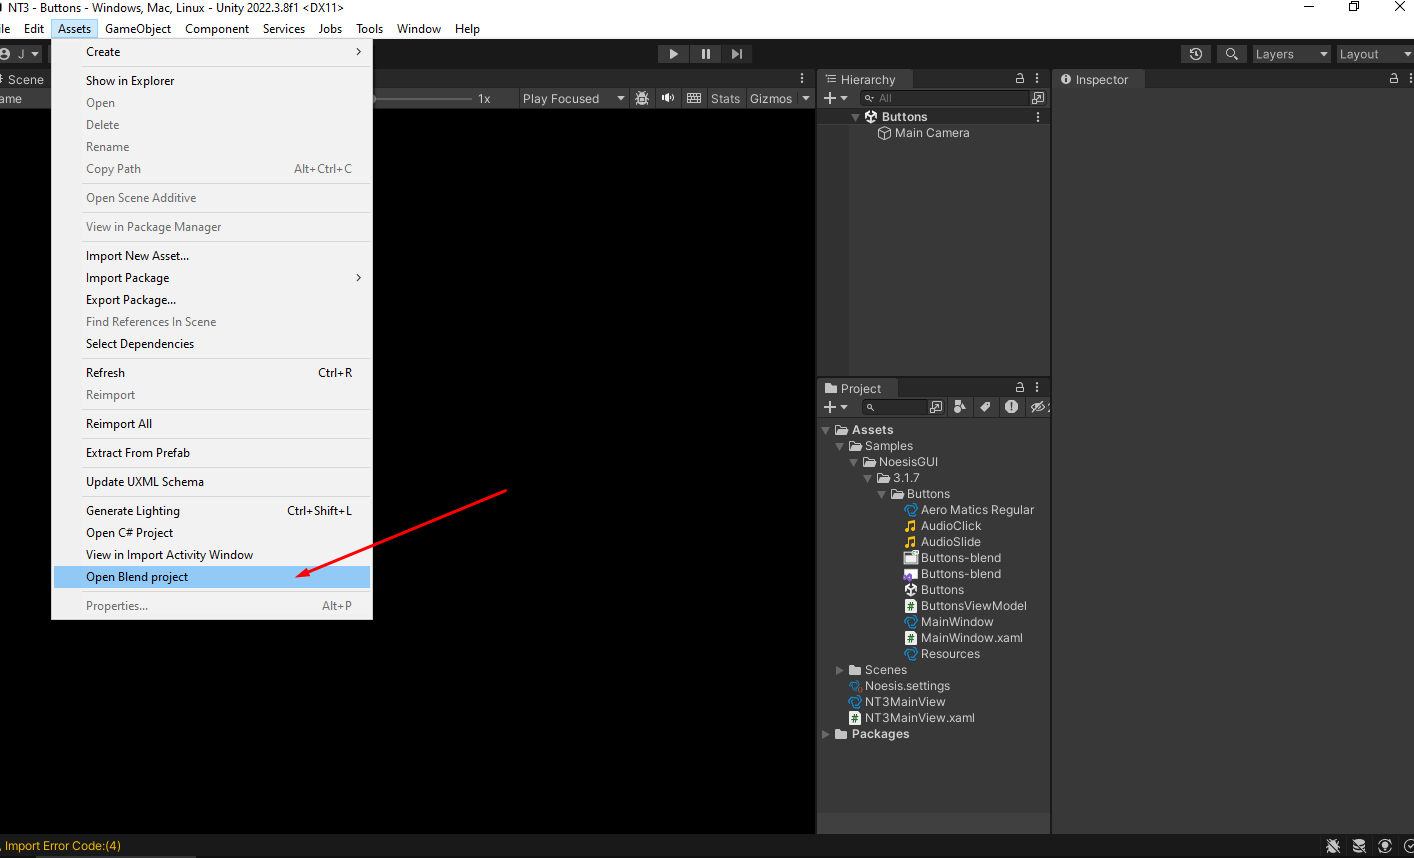 NT3 - Buttons - Windows, Mac, Linux - Unity 2022.3.8f1 <DX11>
ile Edit Assets GameObject Component Services Jobs Tools Window Help
J Layers Layout
Scene
ame 1x Play Focused Stats Gizmos
Create
Show in Explorer
Open
Delete
Rename
Copy Path Alt+Ctrl+C
Open Scene Additive
View in Package Manager
Import New Asset...
Import Package
Export Package...
Find References In Scene
Select Dependencies
Refresh Ctrl+R
Reimport
Reimport All
Extract From Prefab
Update UXML Schema
Generate Lighting Ctrl+Shift+L
Open C# Project
View in Import Activity Window
Open Blend project
Properties... Alt+P
Hierarchy
All
Buttons
Main Camera
Project
Assets
Samples
NoesisGUI
3.1.7
Buttons
Aero Matics Regular
AudioClick
AudioSlide
Buttons-blend
Buttons-blend
Buttons
ButtonsViewModel
MainWindow
MainWindow.xaml
Resources
Scenes
Noesis.settings
NT3MainView
NT3MainView.xaml
Packages
Inspector
, Import Error Code:(4)